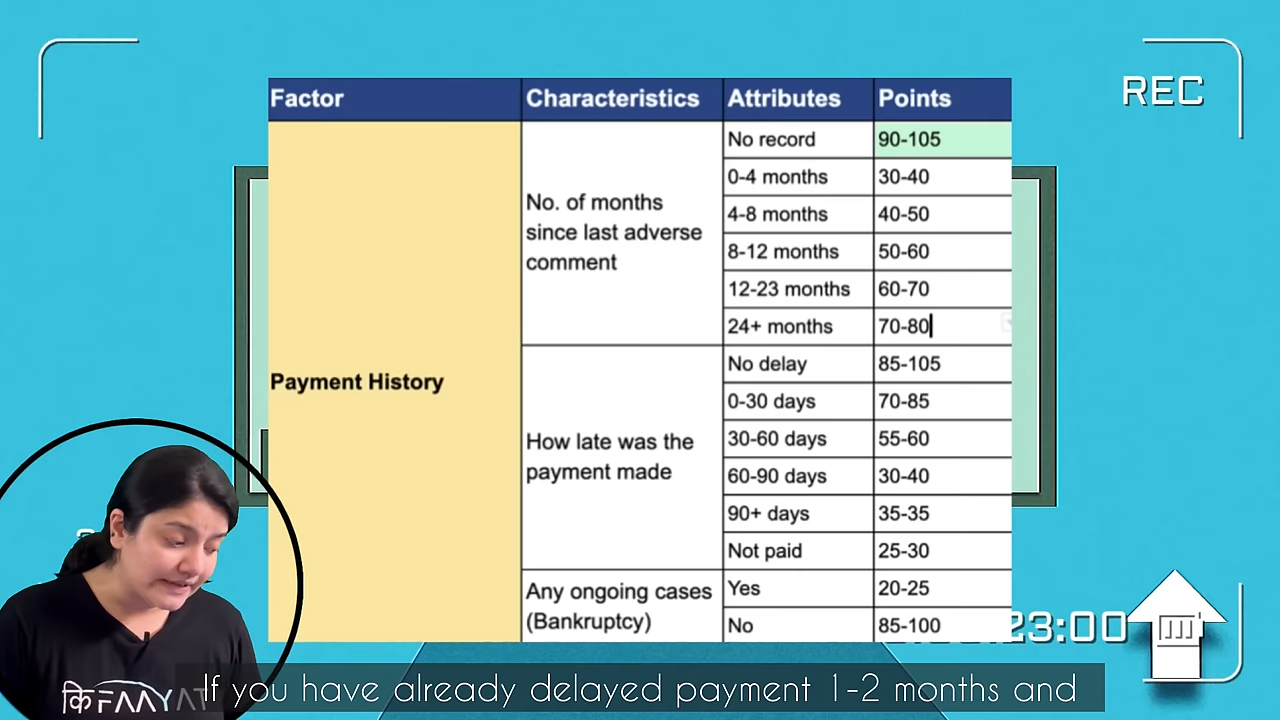 REC
Factor Characteristics Attributes Points
Payment History
No. of months
since last adverse
comment
No record 90-105
0-4 months 30-40
4-8 months 40-50
8-12 months 50-60
12-23 months 60-70
24+ months 70-80
How late was the
payment made
No delay 85-105
0-30 days 70-85
30-60 days 55-60
60-90 days 30-40
90+ days 35-35
Not paid 25-30
Any ongoing cases
(Bankruptcy)
Yes 20-25
No 85-100
23:00
किFAAYAT
If you have already delayed payment 1-2 months and